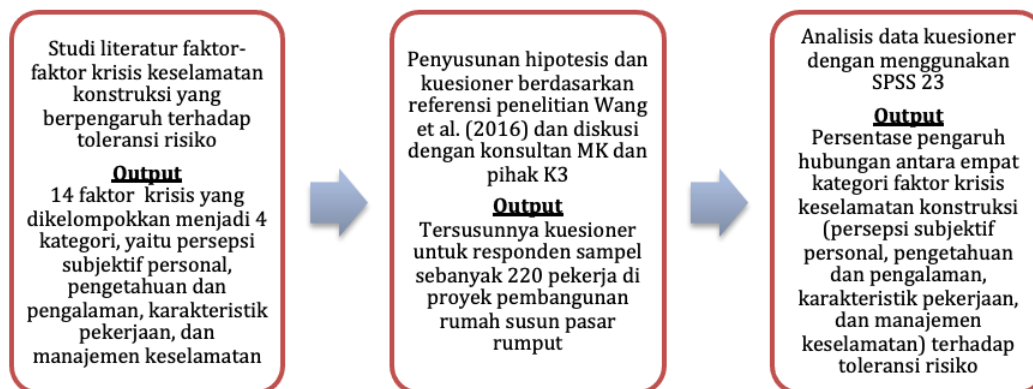 Studi literatur faktor-
faktor krisis keselamatan
konstruksi yang
berpengaruh terhadap
toleransi risiko
Output
14 faktor krisis yang
dikelompokkan menjadi 4
kategori, yaitu persepsi
subjektif personal,
pengetahuan dan
pengalaman, karakteristik
pekerjaan, dan
manajemen keselamatan
Penyusunan hipotesis dan
kuesioner berdasarkan
referensi penelitian Wang
et al. (2016) dan diskusi
dengan konsultan MK dan
pihak K3
Output
Tersusunnya kuesioner
untuk responden sampel
sebanyak 220 pekerja di
proyek pembangunan
rumah susun pasar
rumput
Analisis data kuesioner
dengan menggunakan
SPSS 23
Output
Persentase pengaruh
hubungan antara empat
kategori faktor krisis
keselamatan konstruksi
(persepsi subjektif
personal, pengetahuan
dan pengalaman,
karakteristik pekerjaan,
dan manajemen
keselamatan) terhadap
toleransi risiko